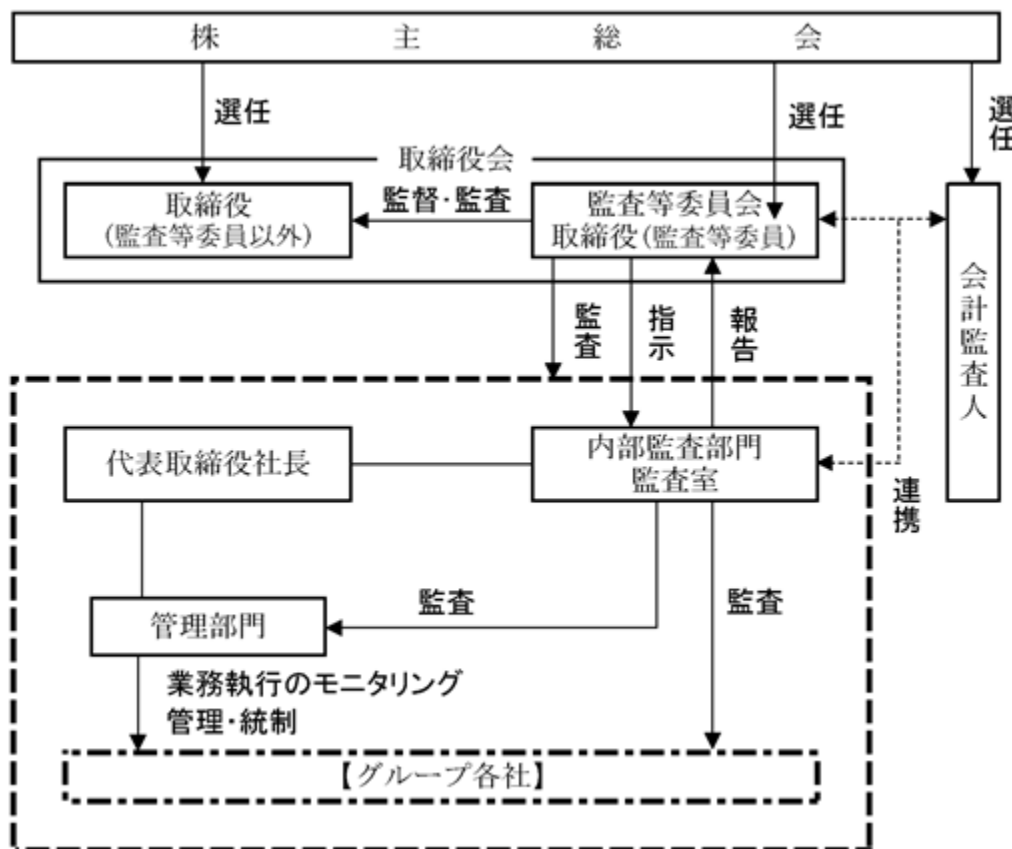 株主総会
選任
選任
選任
取締役会
取締役
(監査等委員以外)
監督・監査
監査等委員会
取締役(監査等委員)
会計監査人
監査
指示
報告
代表取締役社長
内部監査部門
監査室
連携
管理部門
監査
監査
業務執行のモニタリング
管理・統制
【グループ各社】